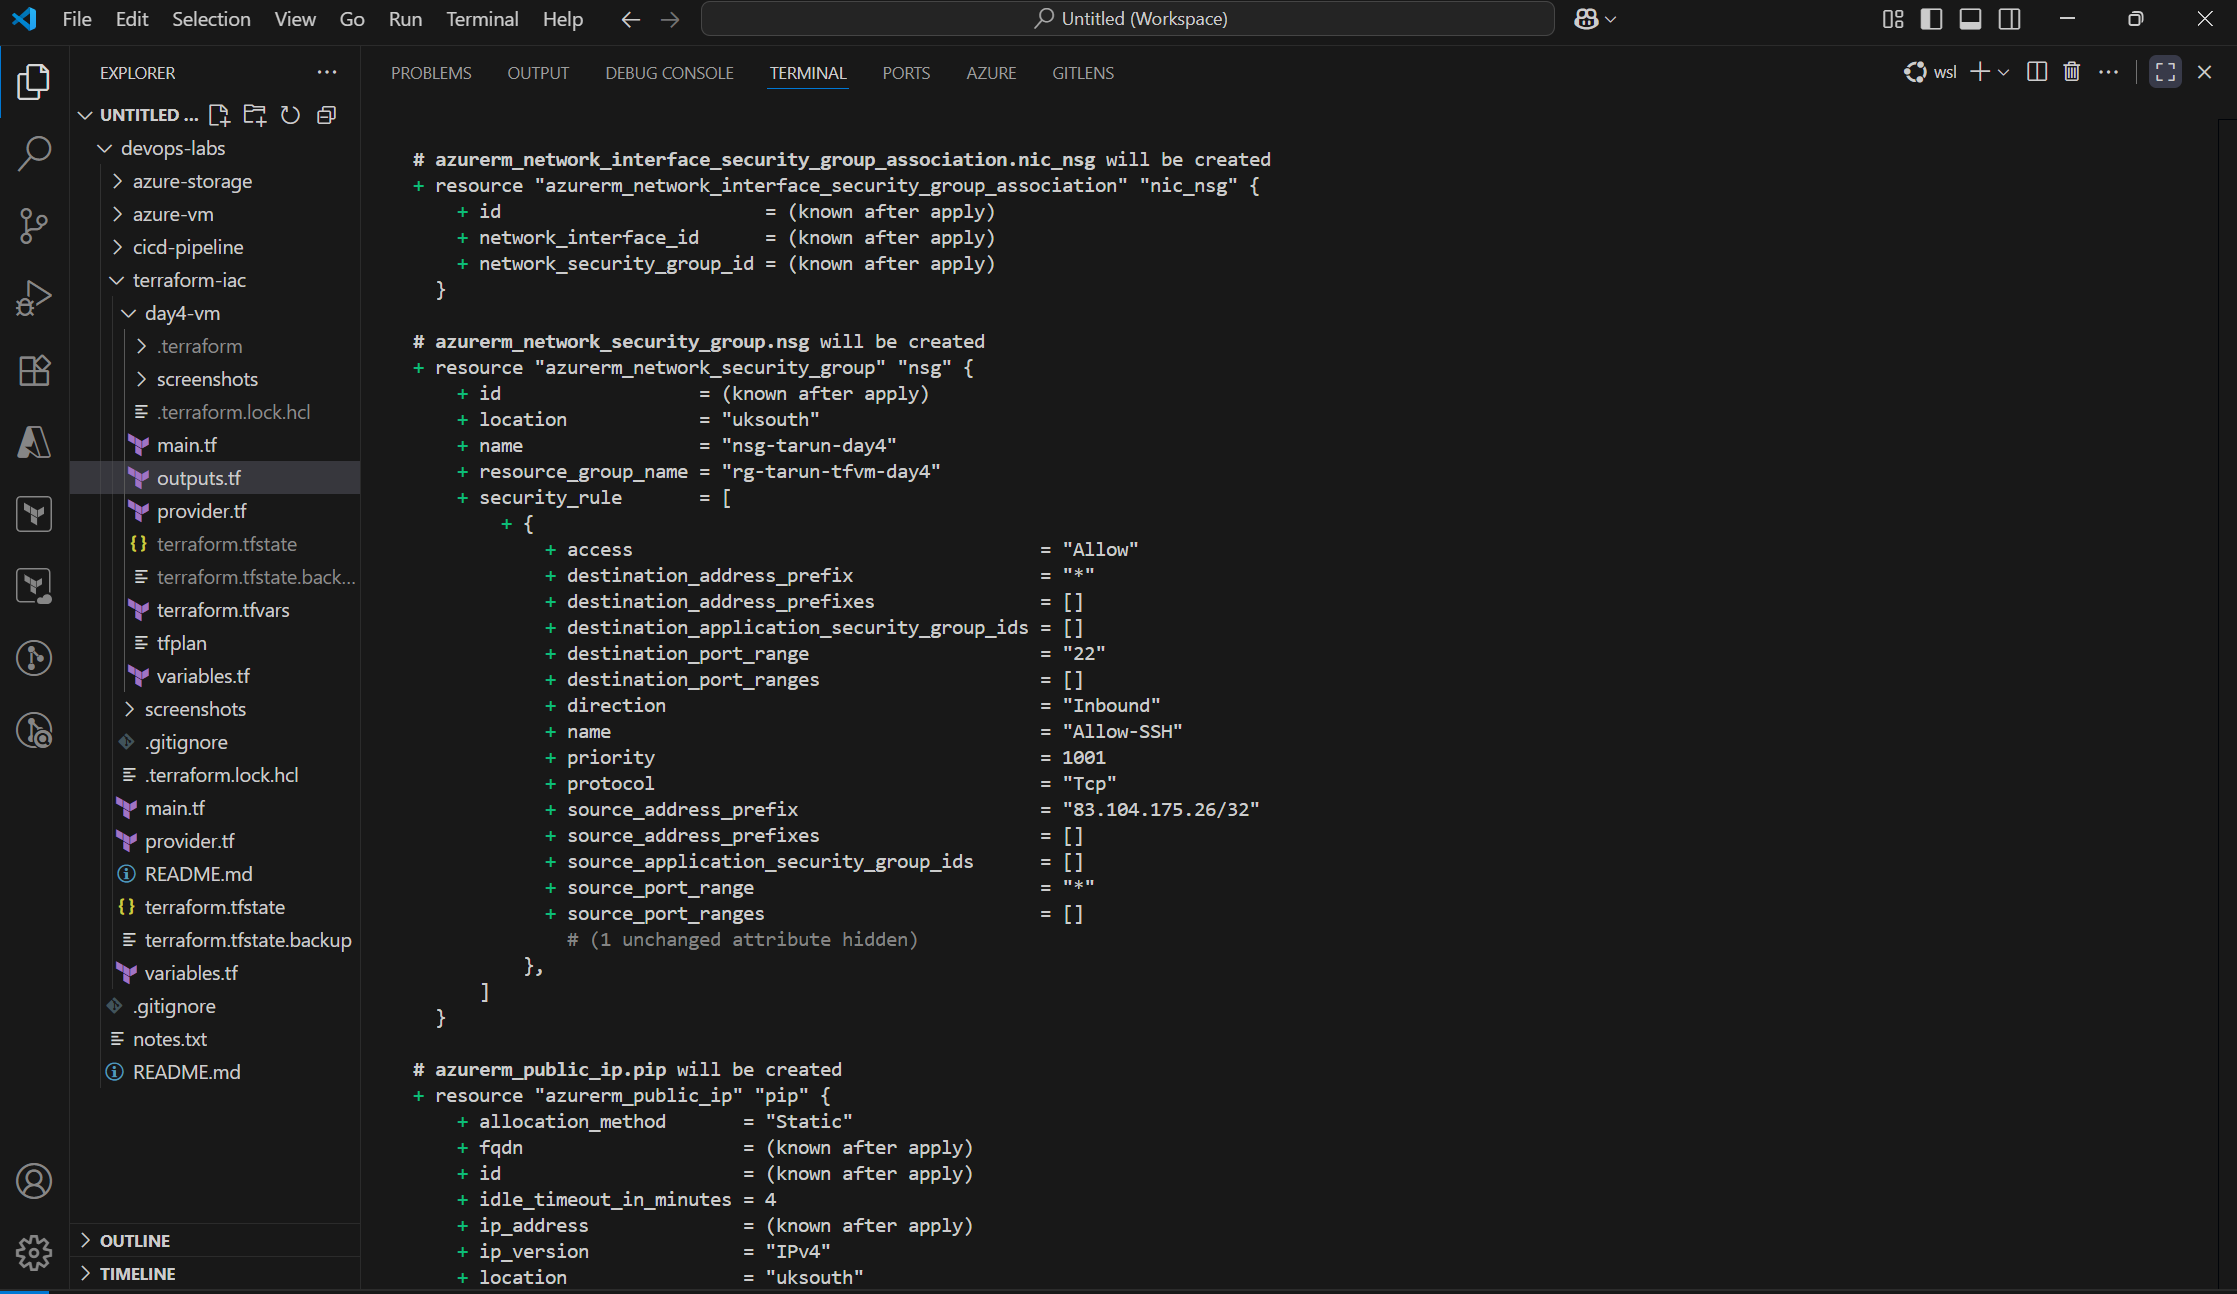 File Edit Selection View Go Run Terminal Help
Untitled (Workspace)
EXPLORER
UNTITLED ...
devops-labs
azure-storage
azure-vm
cicd-pipeline
terraform-iac
day4-vm
.terraform
screenshots
.terraform.lock.hcl
main.tf
outputs.tf
provider.tf
terraform.tfstate
terraform.tfstate.back...
terraform.tfvars
tfplan
variables.tf
screenshots
.gitignore
.terraform.lock.hcl
main.tf
provider.tf
README.md
terraform.tfstate
terraform.tfstate.backup
variables.tf
.gitignore
notes.txt
README.md
OUTLINE
TIMELINE
PROBLEMS OUTPUT DEBUG CONSOLE TERMINAL PORTS AZURE GITLENS
wsl
# azurerm_network_interface_security_group_association.nic_nsg will be created
+ resource "azurerm_network_interface_security_group_association" "nic_nsg" {
+ id = (known after apply)
+ network_interface_id = (known after apply)
+ network_security_group_id = (known after apply)
}
# azurerm_network_security_group.nsg will be created
+ resource "azurerm_network_security_group" "nsg" {
+ id = (known after apply)
+ location = "uksouth"
+ name = "nsg-tarun-day4"
+ resource_group_name = "rg-tarun-tfvm-day4"
+ security_rule = [
+ {
+ access = "Allow"
+ destination_address_prefix = "*"
+ destination_address_prefixes = []
+ destination_application_security_group_ids = []
+ destination_port_range = "22"
+ destination_port_ranges = []
+ direction = "Inbound"
+ name = "Allow-SSH"
+ priority = 1001
+ protocol = "Tcp"
+ source_address_prefix = "83.104.175.26/32"
+ source_address_prefixes = []
+ source_application_security_group_ids = []
+ source_port_range = "*"
+ source_port_ranges = []
# (1 unchanged attribute hidden)
},
]
}
# azurerm_public_ip.pip will be created
+ resource "azurerm_public_ip" "pip" {
+ allocation_method = "Static"
+ fqdn = (known after apply)
+ id = (known after apply)
+ idle_timeout_in_minutes = 4
+ ip_address = (known after apply)
+ ip_version = "IPv4"
+ location = "uksouth"